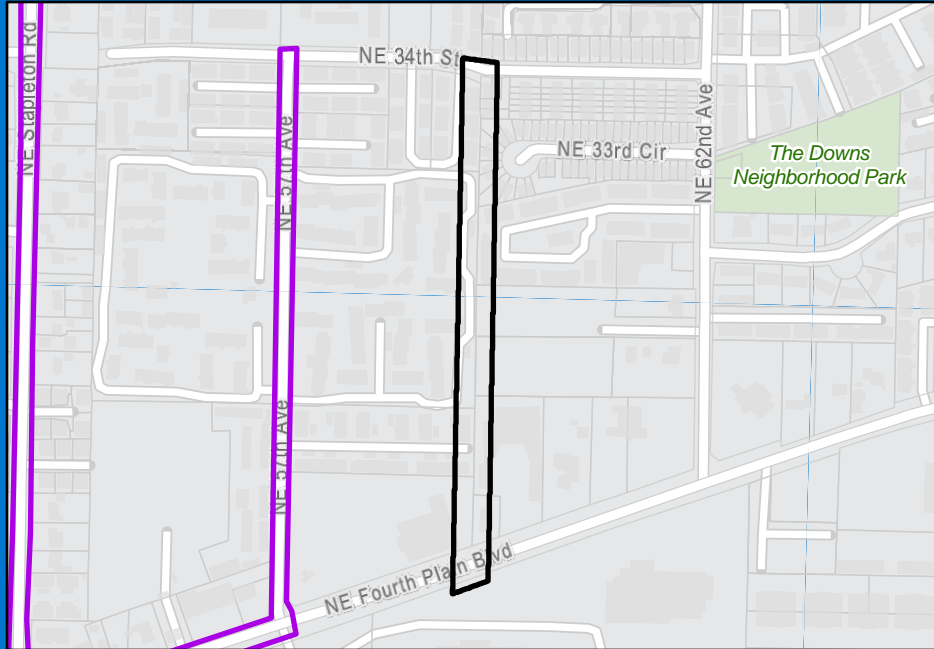 NE Stapleton Rd
NE 34th St
NE 57th Ave
NE 33rd Cir
NE 62nd Ave
The Downs
Neighborhood Park
NE 57th Ave
NE Fourth Plain Blvd